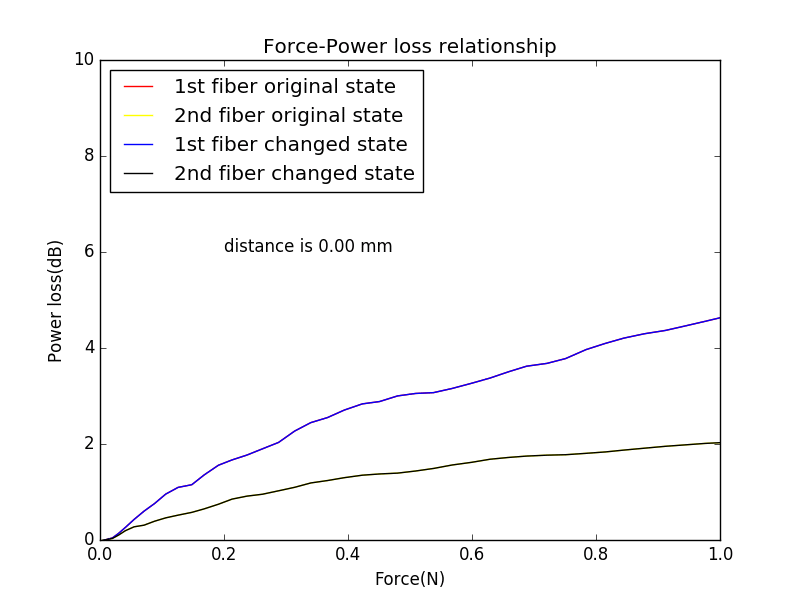 Force-Power loss relationship
10
8
6
4
2
0
Power loss(dB)
1st fiber original state
2nd fiber original state
1st fiber changed state
2nd fiber changed state
distance is 0.00 mm
0.0 0.2 0.4 0.6 0.8 1.0
Force(N)